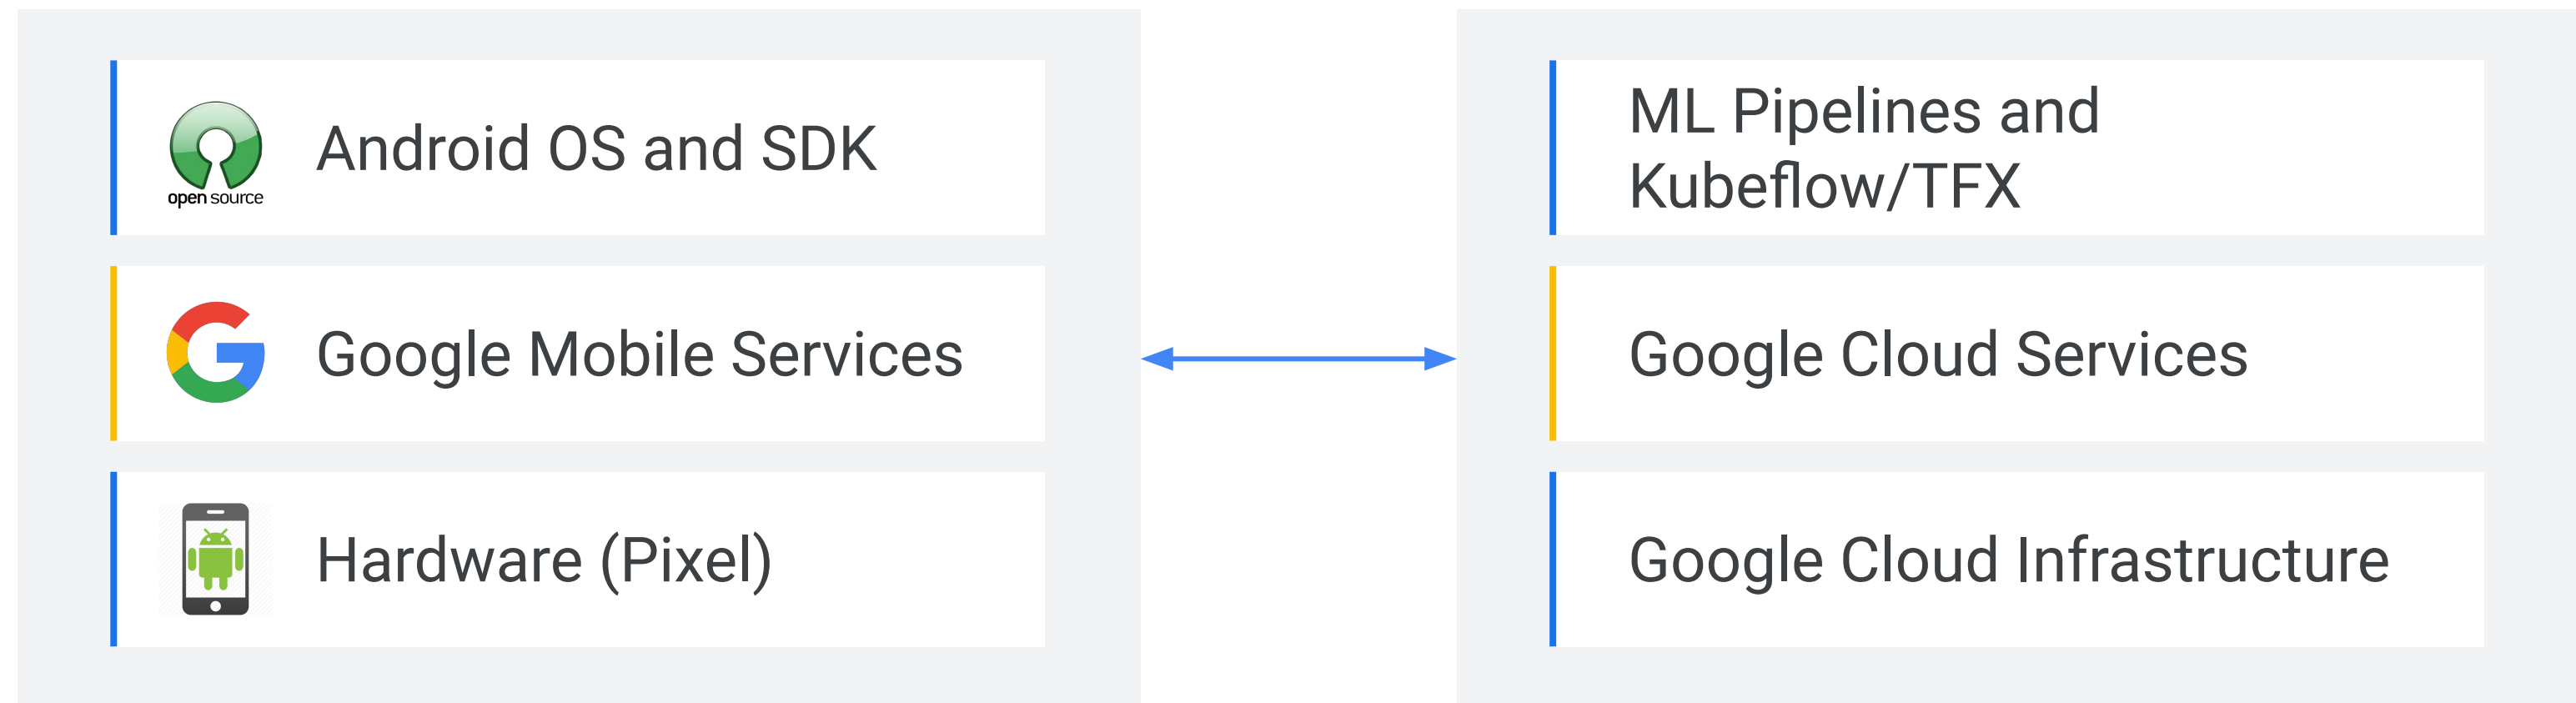 Android OS and SDK
open source
Google Mobile Services
Hardware (Pixel)
ML Pipelines and
Kubeflow/TFX
Google Cloud Services
Google Cloud Infrastructure